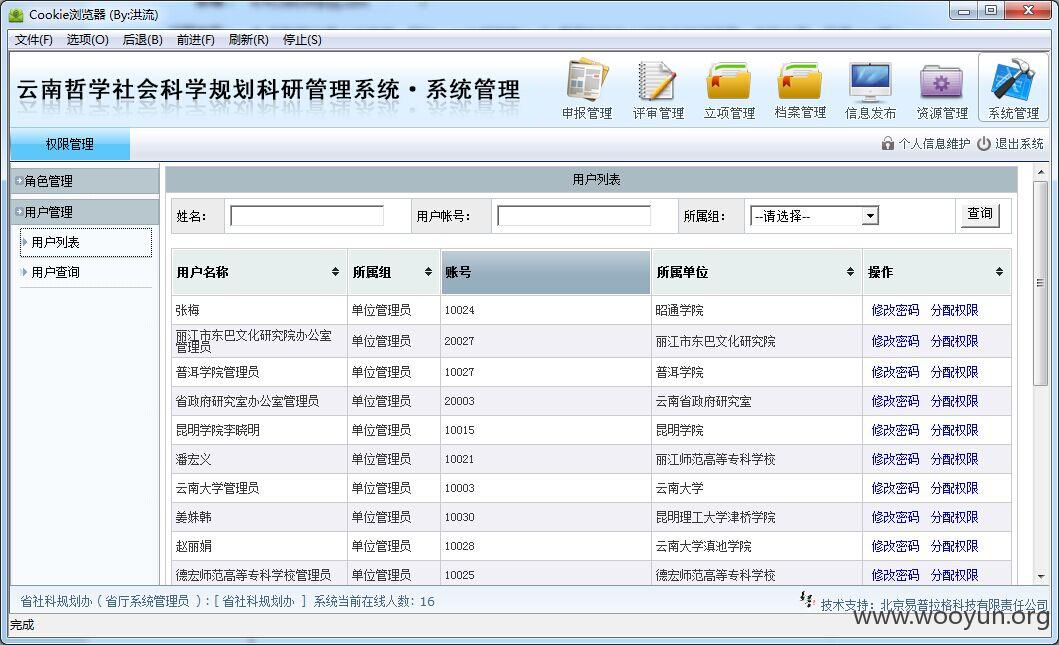 Cookie浏览器 (By:洪流)
文件(F) 选项(O) 后退(B) 前进(F) 刷新(R) 停止(S)
云南哲学社会科学规划科研管理系统·系统管理
申报管理 评审管理 立项管理 档案管理 信息发布 资源管理 系统管理
权限管理 个人信息维护 退出系统
角色管理
用户管理
用户列表
用户查询
用户列表
姓名： 用户帐号： 所属组： --请选择-- 查询
用户名称 所属组 账号 所属单位 操作
张梅 单位管理员 10024 昭通学院 修改密码 分配权限
丽江市东巴文化研究院办公室
管理员 单位管理员 20027 丽江市东巴文化研究院 修改密码 分配权限
普洱学院管理员 单位管理员 10027 普洱学院 修改密码 分配权限
省政府研究室办公室管理员 单位管理员 20003 云南省政府研究室 修改密码 分配权限
昆明学院李晓明 单位管理员 10015 昆明学院 修改密码 分配权限
潘宏义 单位管理员 10021 丽江师范高等专科学校 修改密码 分配权限
云南大学管理员 单位管理员 10003 云南大学 修改密码 分配权限
姜姝韩 单位管理员 10030 昆明理工大学津桥学院 修改密码 分配权限
赵丽娟 单位管理员 10028 云南大学滇池学院 修改密码 分配权限
德宏师范高等专科学校管理员 单位管理员 10025 德宏师范高等专科学校 修改密码 分配权限
省社科规划办（省厅系统管理员 ）:[ 省社科规划办 ] 系统当前在线人数: 16
技术支持：北京易普拉格科技有限责任公司
www.wooyun.org
完成